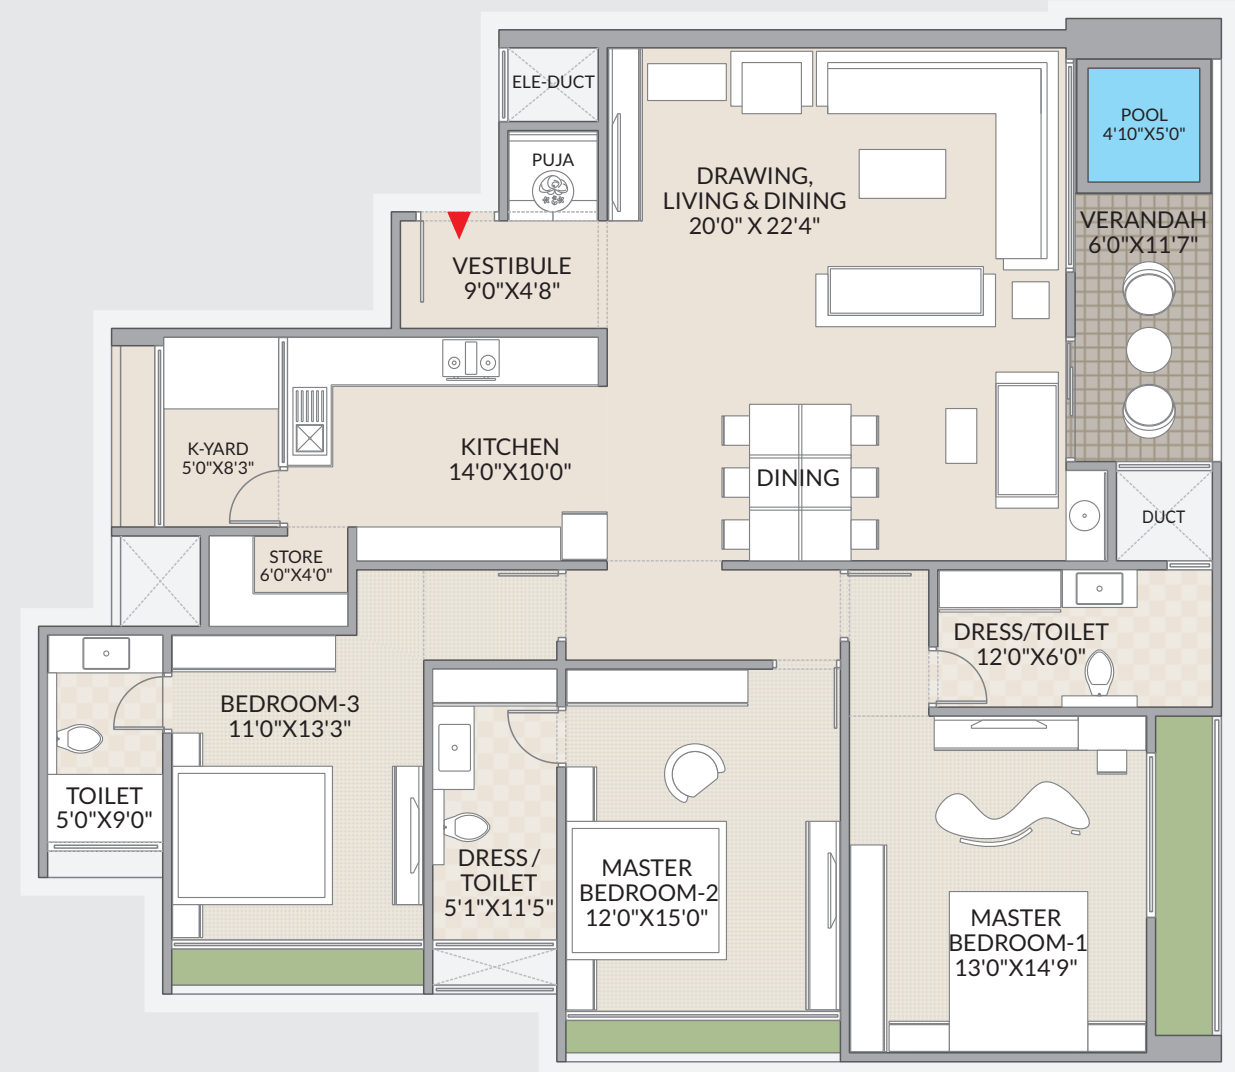 ELE-DUCT
PUJA
POOL
4'10"X5'0"
DRAWING,
LIVING & DINING
20'0" X 22'4"
VERANDAH
6'0"X11'7"
VESTIBULE
9'0"X4'8"
K-YARD
5'0"X8'3"
KITCHEN
14'0"X10'0"
DINING
DUCT
STORE
6'0"X4'0"
DRESS/TOILET
12'0"X6'0"
BEDROOM-3
11'0"X13'3"
TOILET
5'0"X9'0"
DRESS /
TOILET
5'1"X11'5"
MASTER
BEDROOM-2
12'0"X15'0"
MASTER
BEDROOM-1
13'0"X14'9"